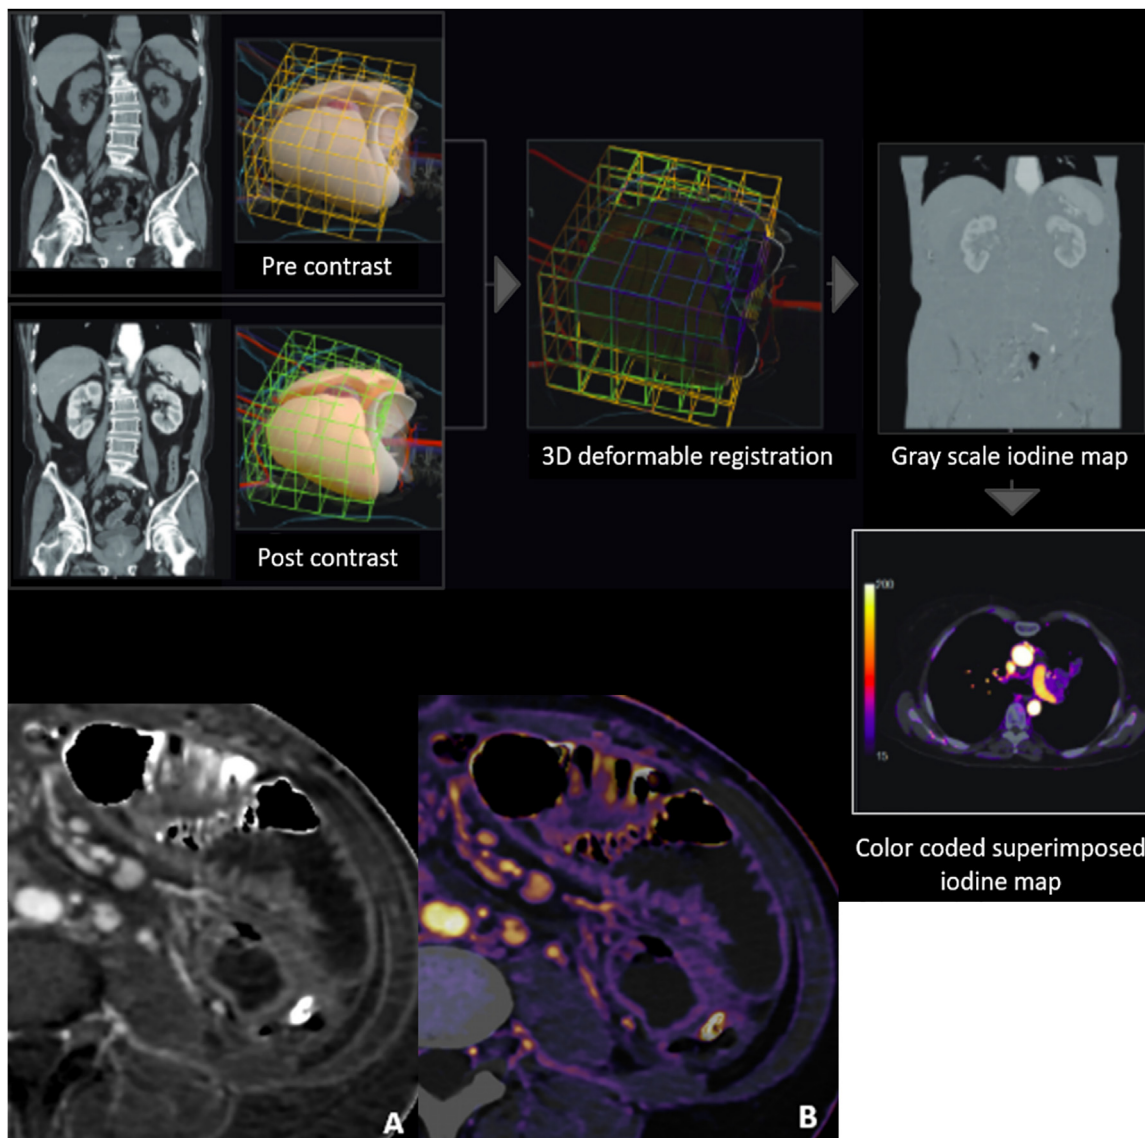 Pre contrast
Post contrast
3D deformable registration
Gray scale iodine map
200
15
Color coded superimposed
iodine map
A
B